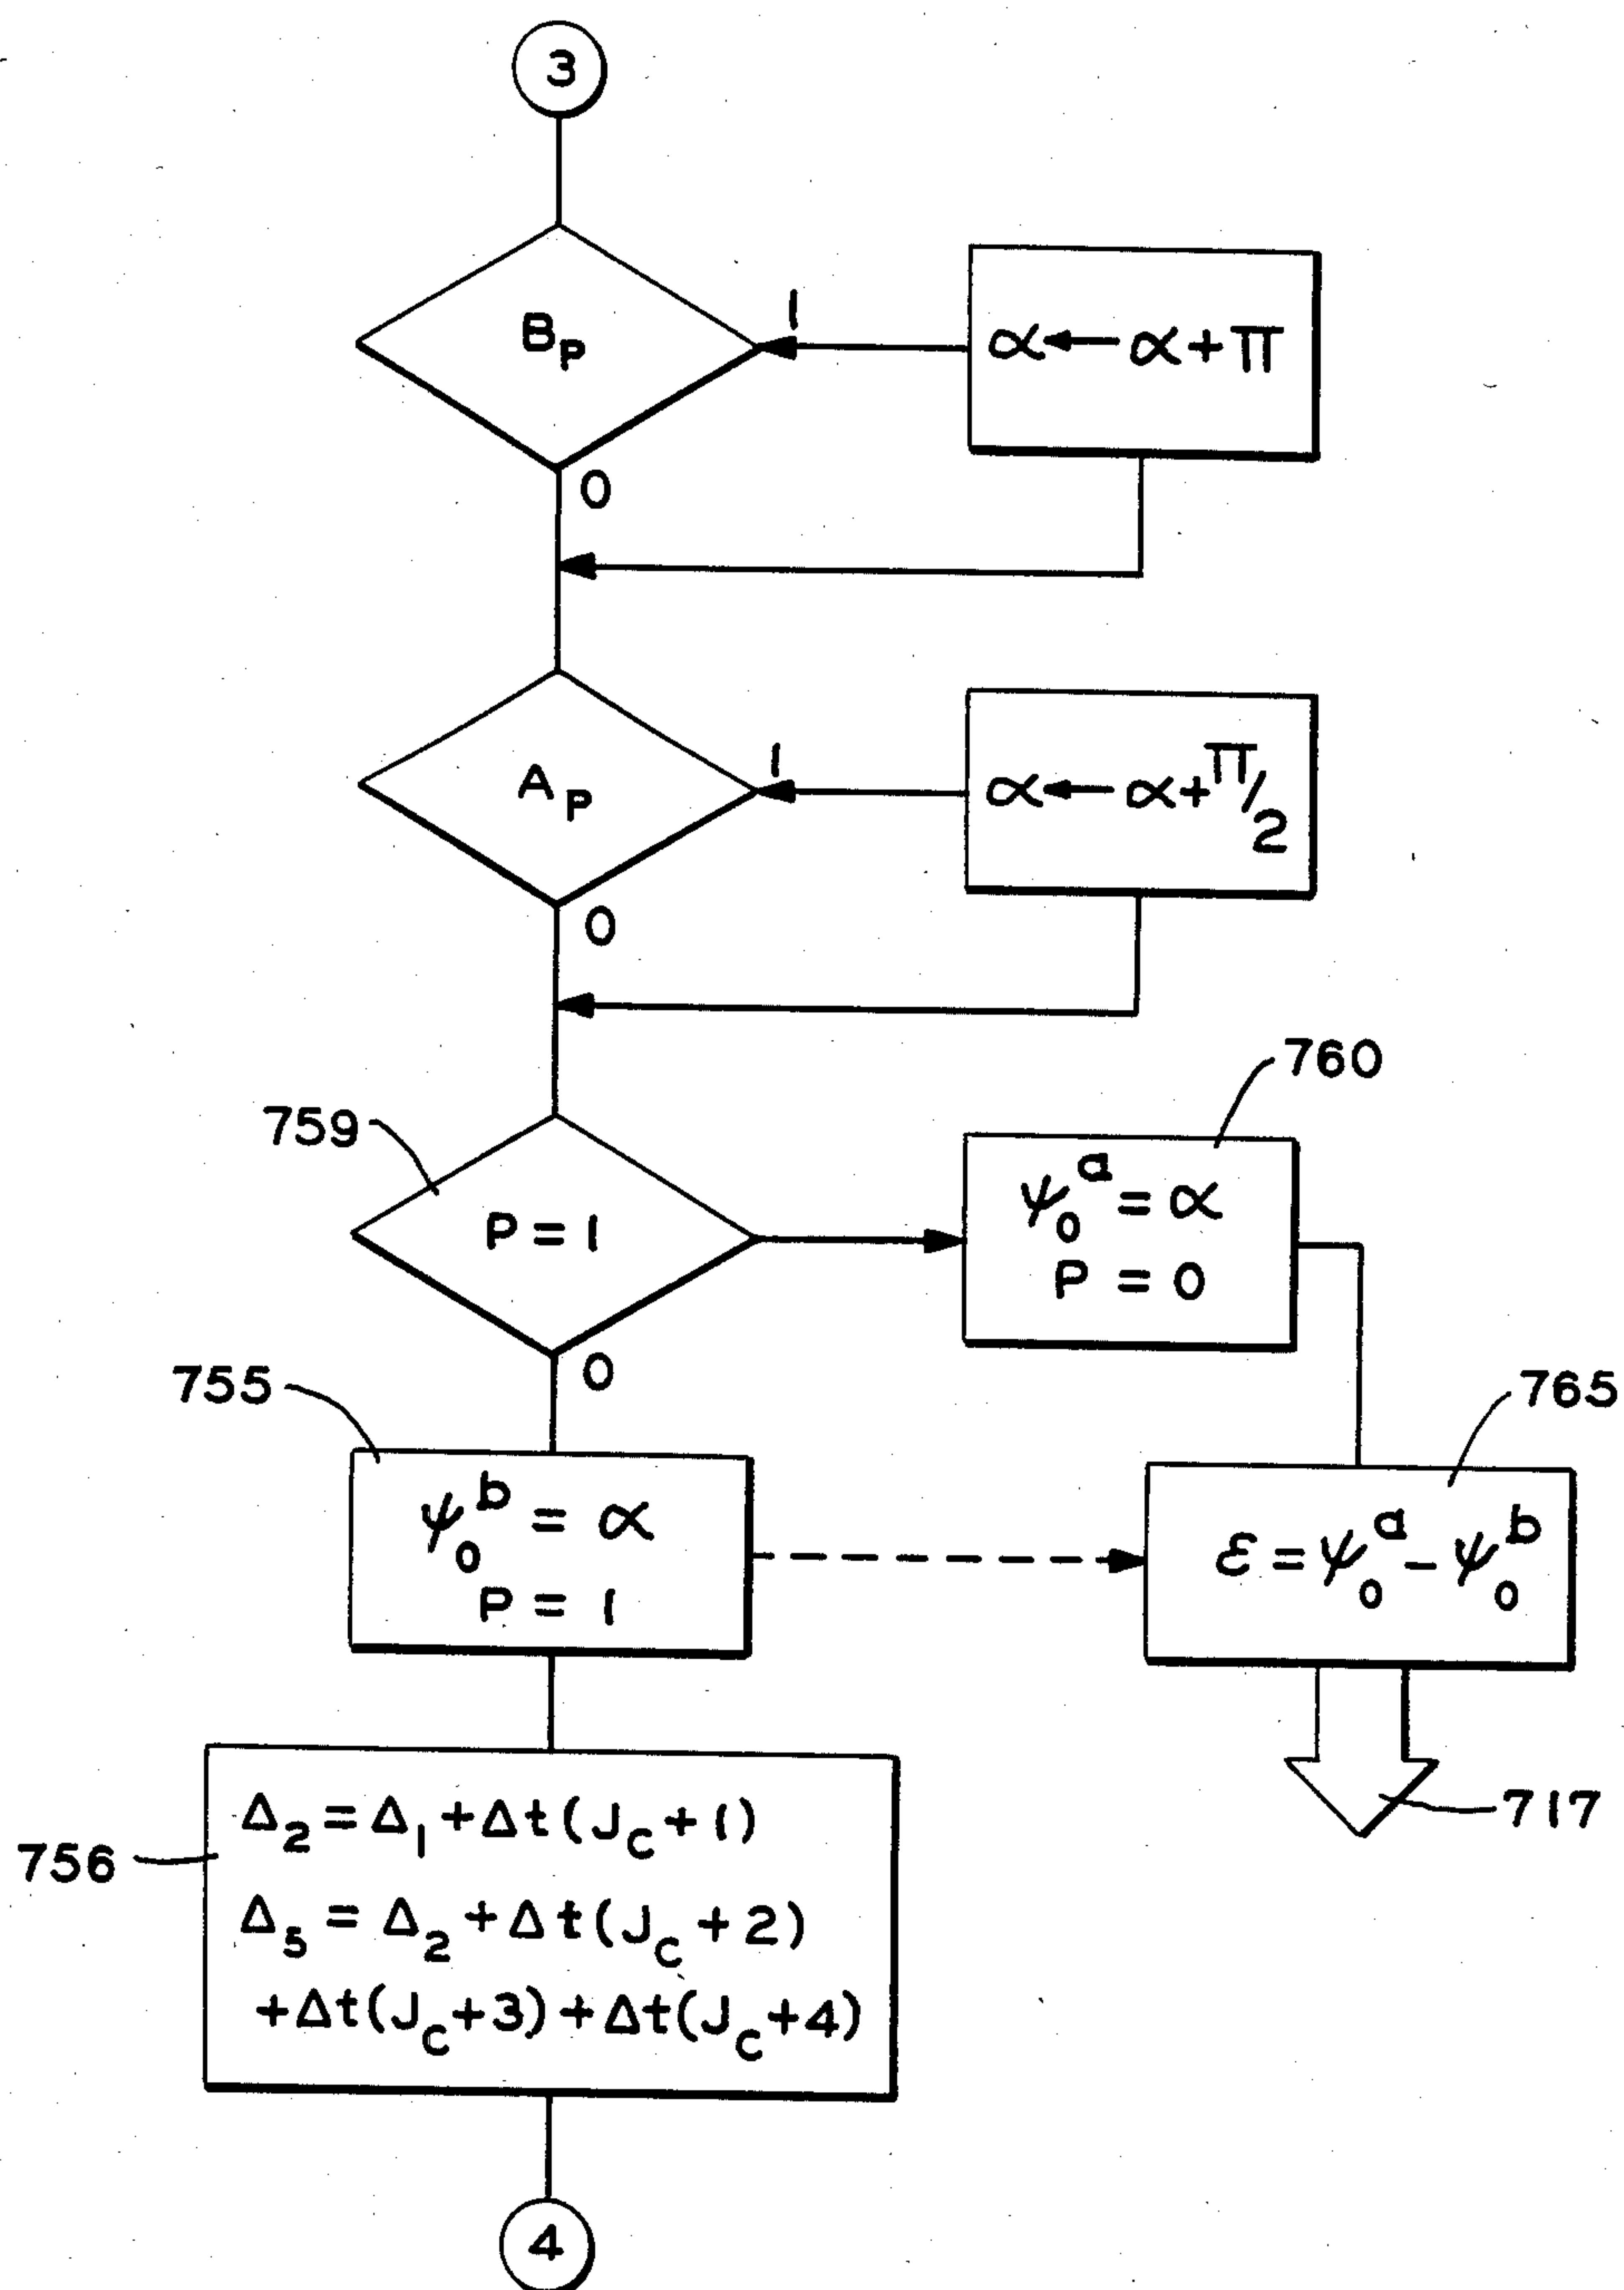 3
B_P
1
α ← α + π
0
A_P
1
α ← α + π/2
0
760
759
P = 1
ψ_0^a = α
P = 0
0
755
765
ψ_0^b = α
P = 1
ε = ψ_0^a - ψ_0^b
717
756
Δ_2 = Δ_1 + Δt(J_C + 1)
Δ_5 = Δ_2 + Δt(J_C + 2)
+ Δt(J_C + 3) + Δt(J_C + 4)
4